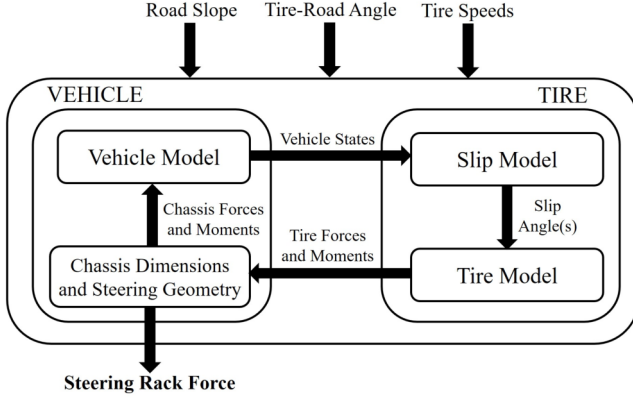 Road Slope
Tire-Road Angle
Tire Speeds
VEHICLE
TIRE
Vehicle Model
Vehicle States
Slip Model
Chassis Forces
and Moments
Tire Forces
and Moments
Slip
Angle(s)
Chassis Dimensions
and Steering Geometry
Tire Model
Steering Rack Force